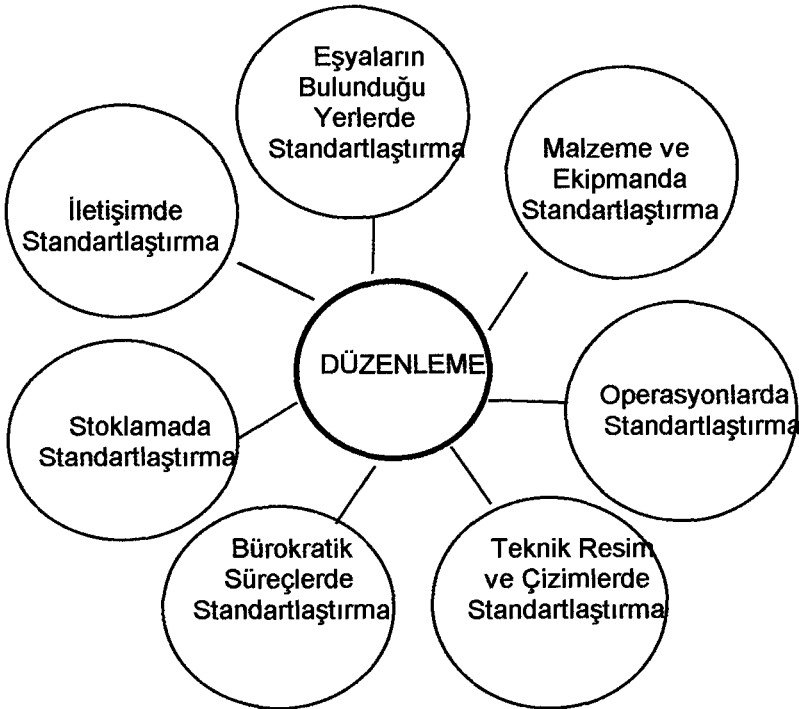 Eşyaların
Bulunduğu
Yerlerde
Standartlaştırma
Malzeme ve
Ekipmanda
Standartlaştırma
İletişimde
Standartlaştırma
DÜZENLEME
Operasyonlarda
Standartlaştırma
Stoklamada
Standartlaştırma
Bürokratik
Süreçlerde
Standartlaştırma
Teknik Resim
ve Çizimlerde
Standartlaştırma